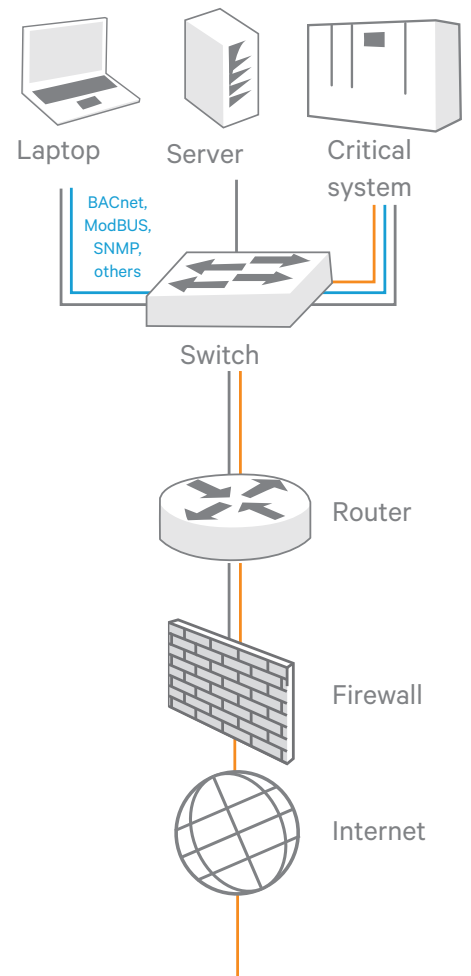 Laptop
Server
Critical
system
BACnet,
ModBUS,
SNMP,
others
Switch
Router
Firewall
Internet